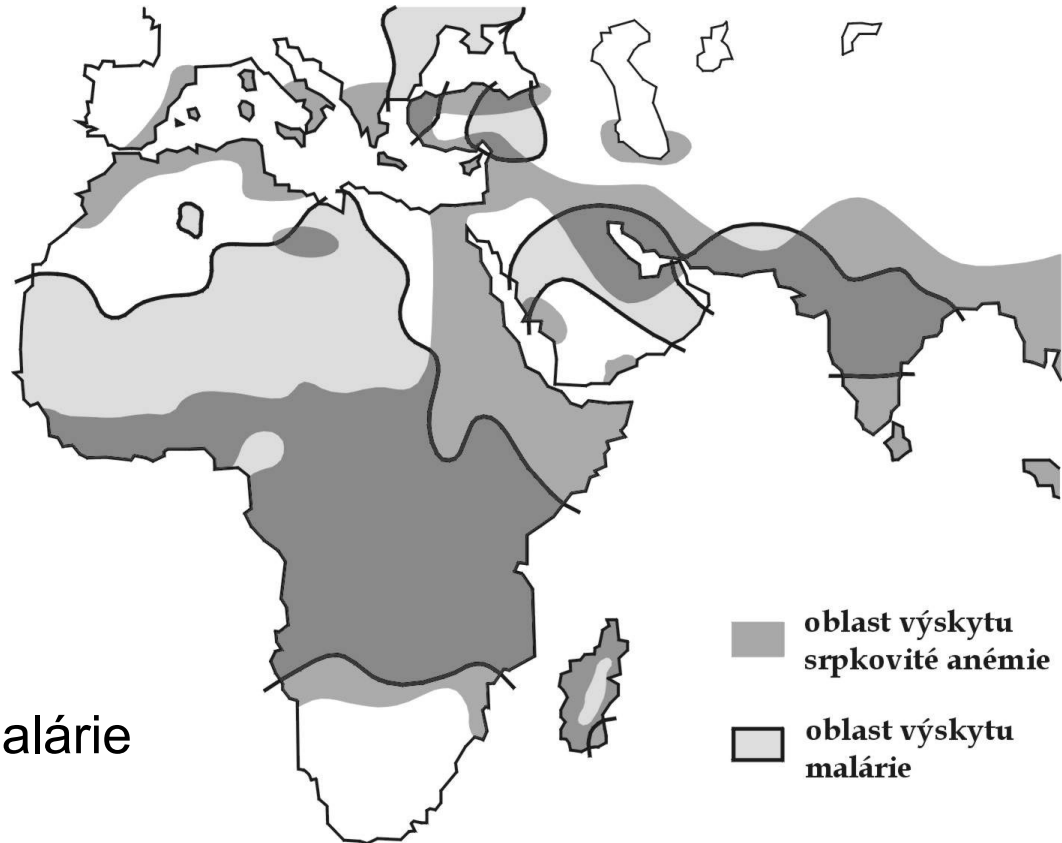 oblast výskytu
srpkovité anémie
alárie
oblast výskytu
malárie